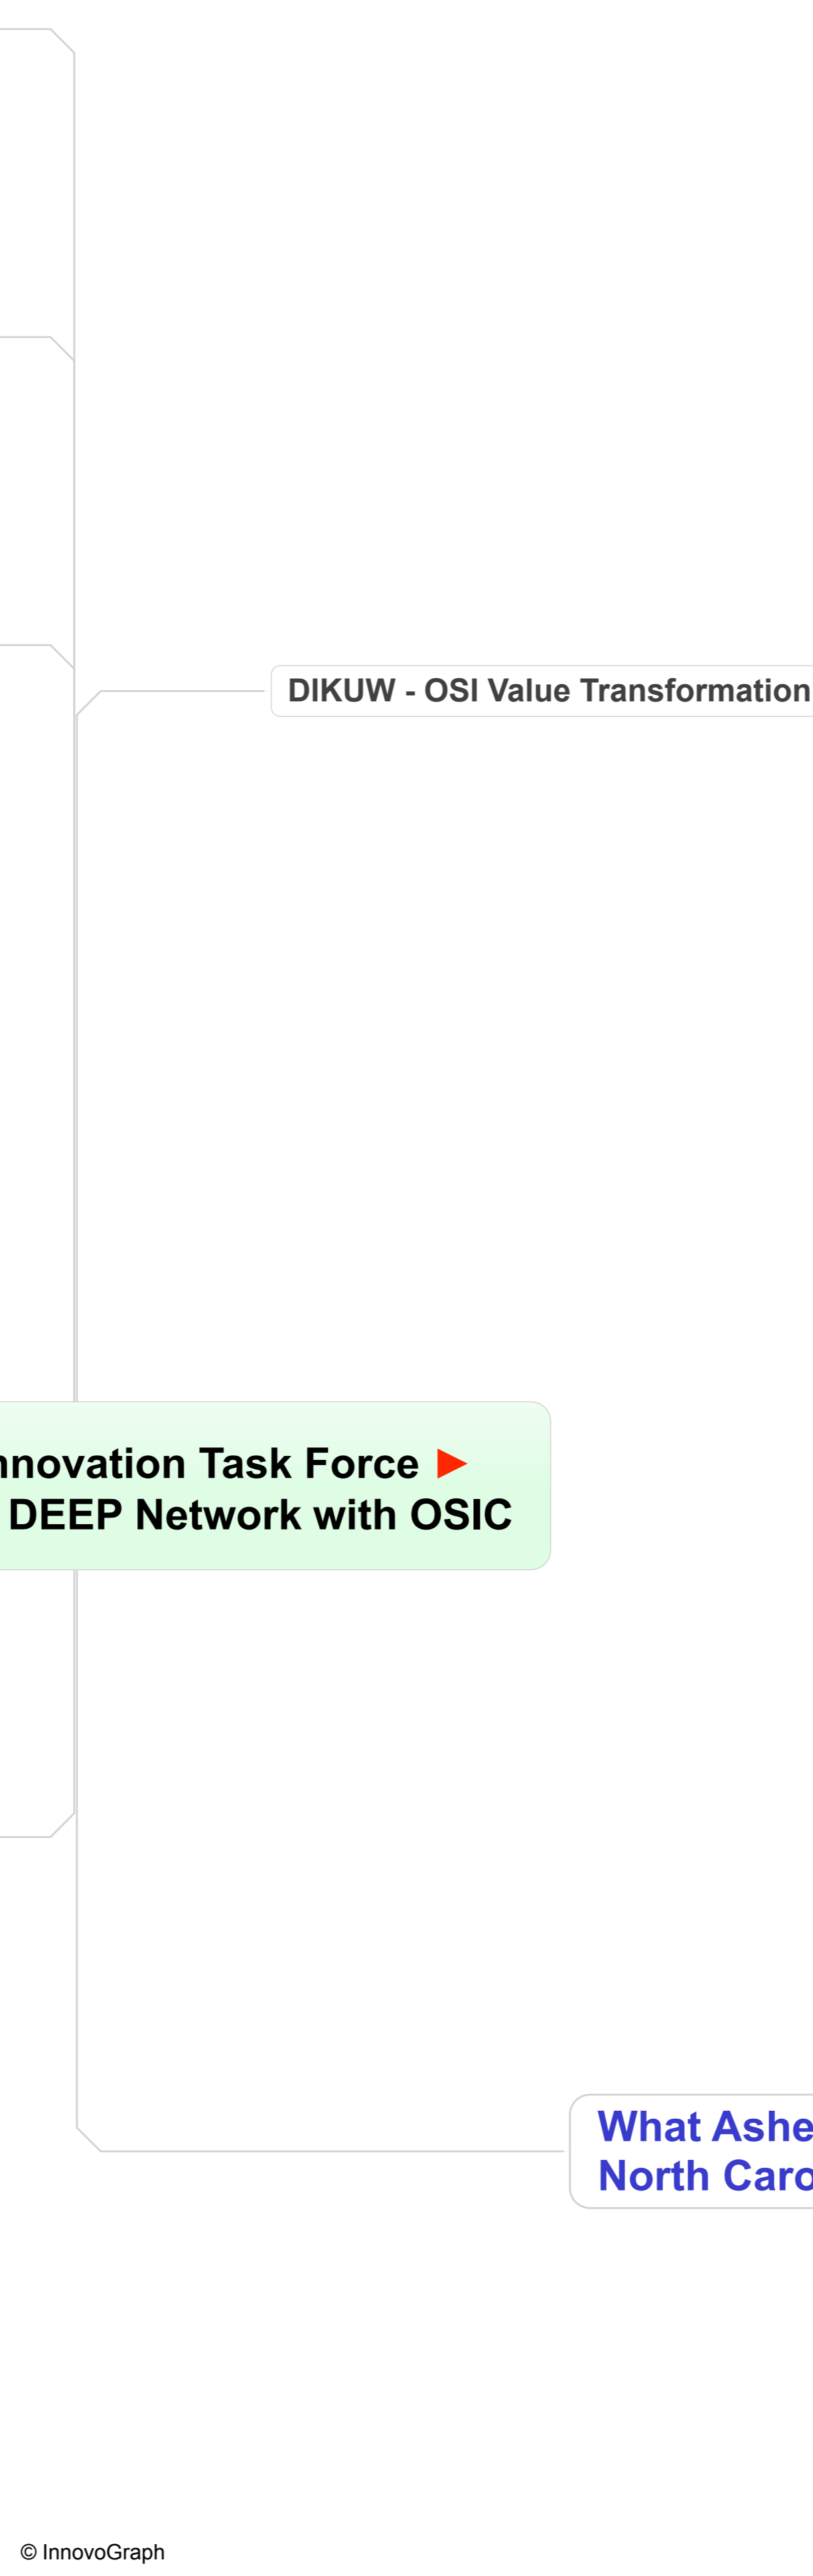 DIKUW - OSI Value Transformation
nnovation Task Force ►
DEEP Network with OSIC
What Ashe
North Caro
© InnovoGraph